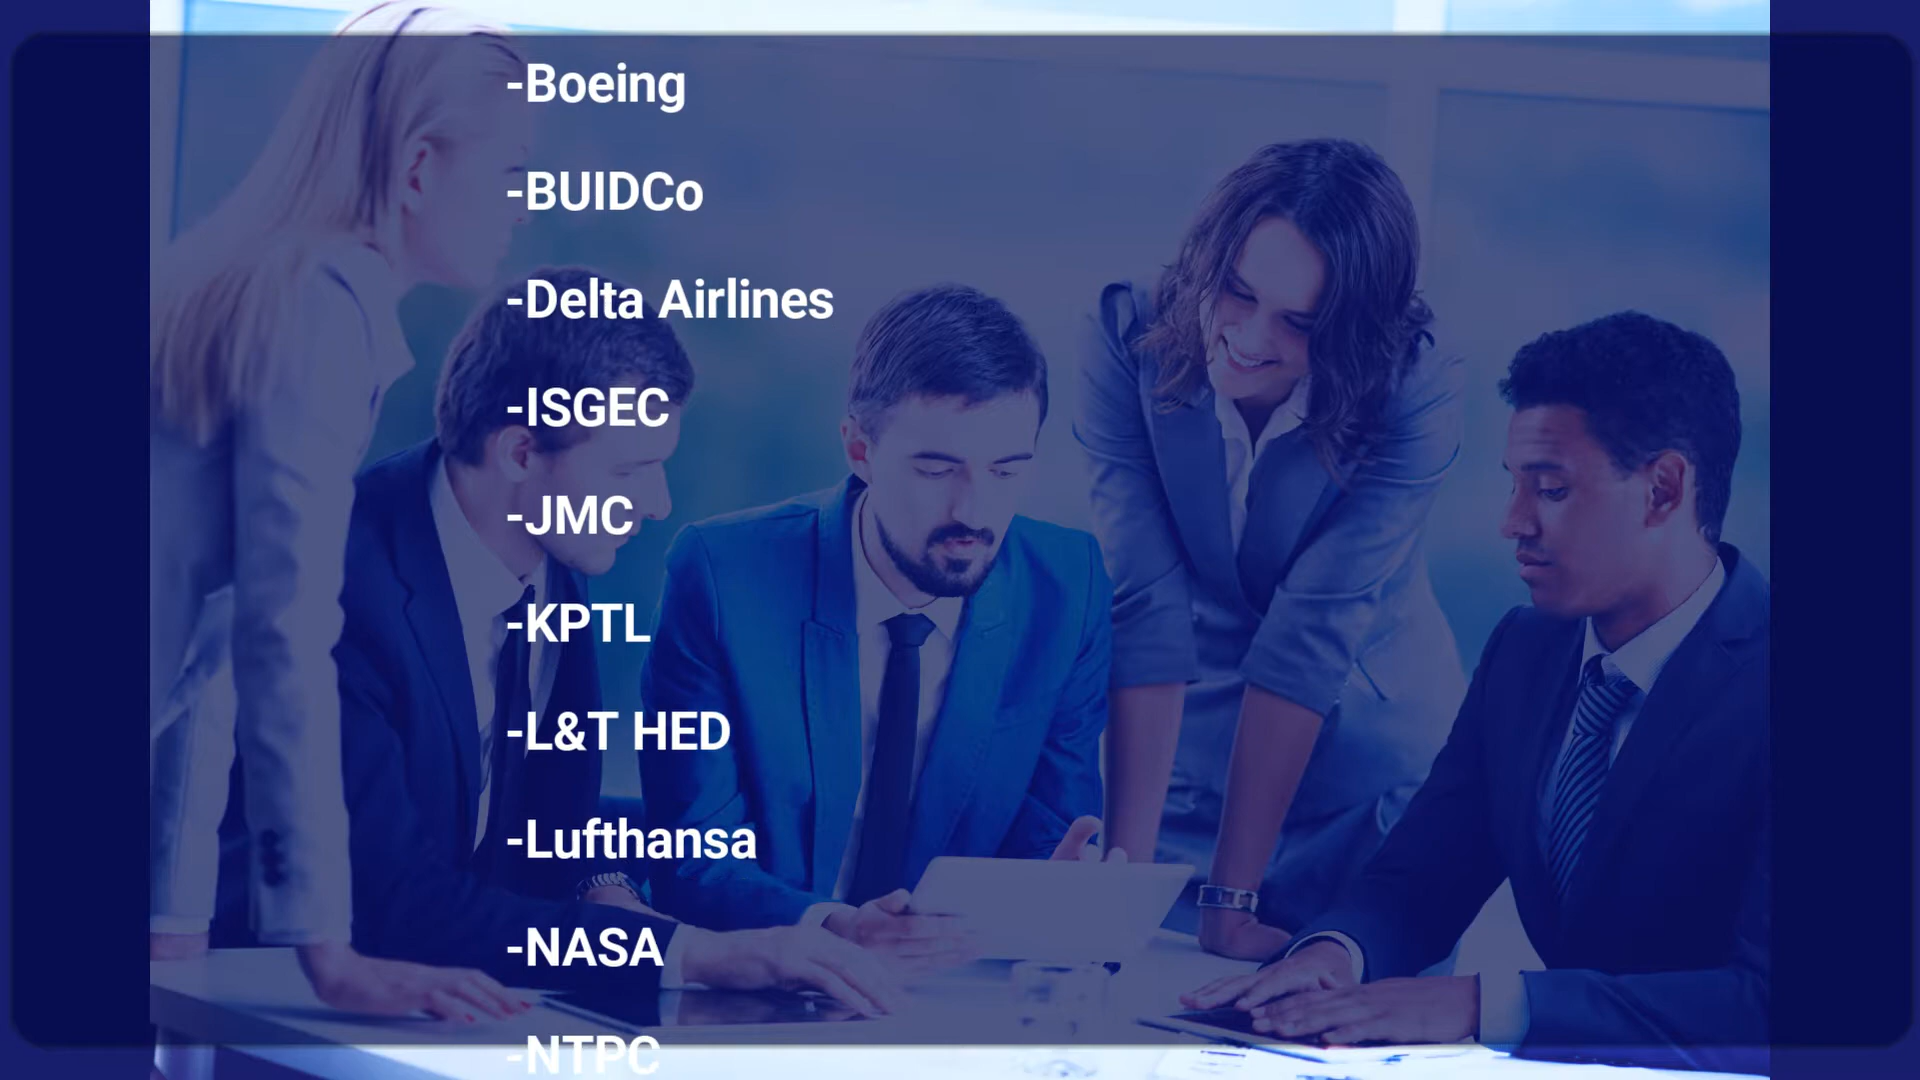 -Boeing
-BUIDCo
-Delta Airlines
-ISGEC
-JMC
-KPTL
-L&T HED
-Lufthansa
-NASA
-NTPC